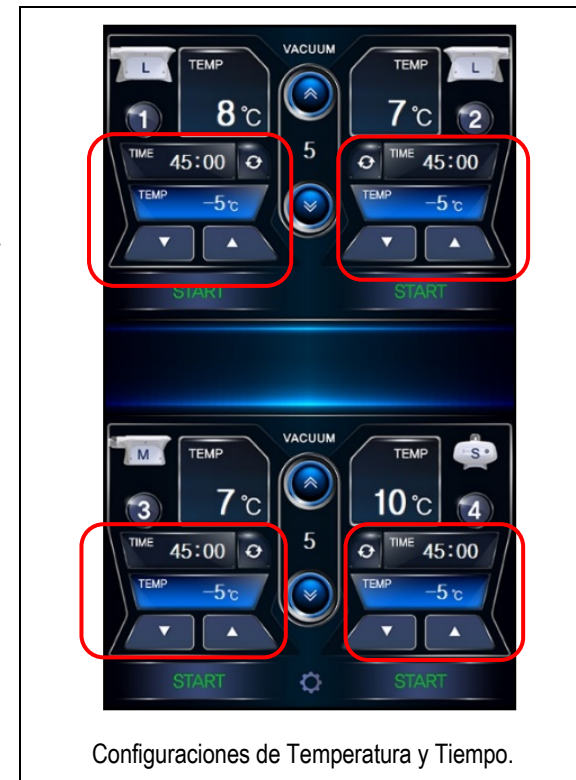 VACUUM
L TEMP TEMP L
1 8°C 7°C 2
5
TIME 45:00 TIME 45:00
TEMP -5°c TEMP -5°c
START START
VACUUM
M TEMP TEMP S
3 7°C 10°C 4
5
TIME 45:00 TIME 45:00
TEMP -5°c TEMP -5°c
START START
Configuraciones de Temperatura y Tiempo.